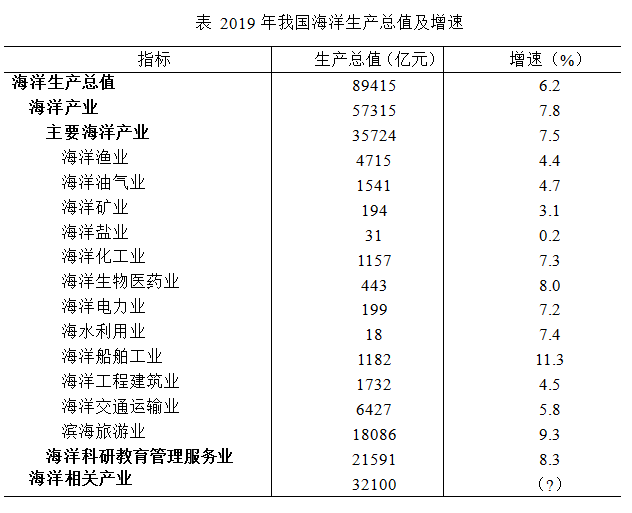 表 2019 年我国海洋生产总值及增速
指标 生产总值（亿元） 增速（%）
海洋生产总值 89415 6.2
海洋产业 57315 7.8
主要海洋产业 35724 7.5
海洋渔业 4715 4.4
海洋油气业 1541 4.7
海洋矿业 194 3.1
海洋盐业 31 0.2
海洋化工业 1157 7.3
海洋生物医药业 443 8.0
海洋电力业 199 7.2
海水利用业 18 7.4
海洋船舶工业 1182 11.3
海洋工程建筑业 1732 4.5
海洋交通运输业 6427 5.8
滨海旅游业 18086 9.3
海洋科研教育管理服务业 21591 8.3
海洋相关产业 32100 （?）